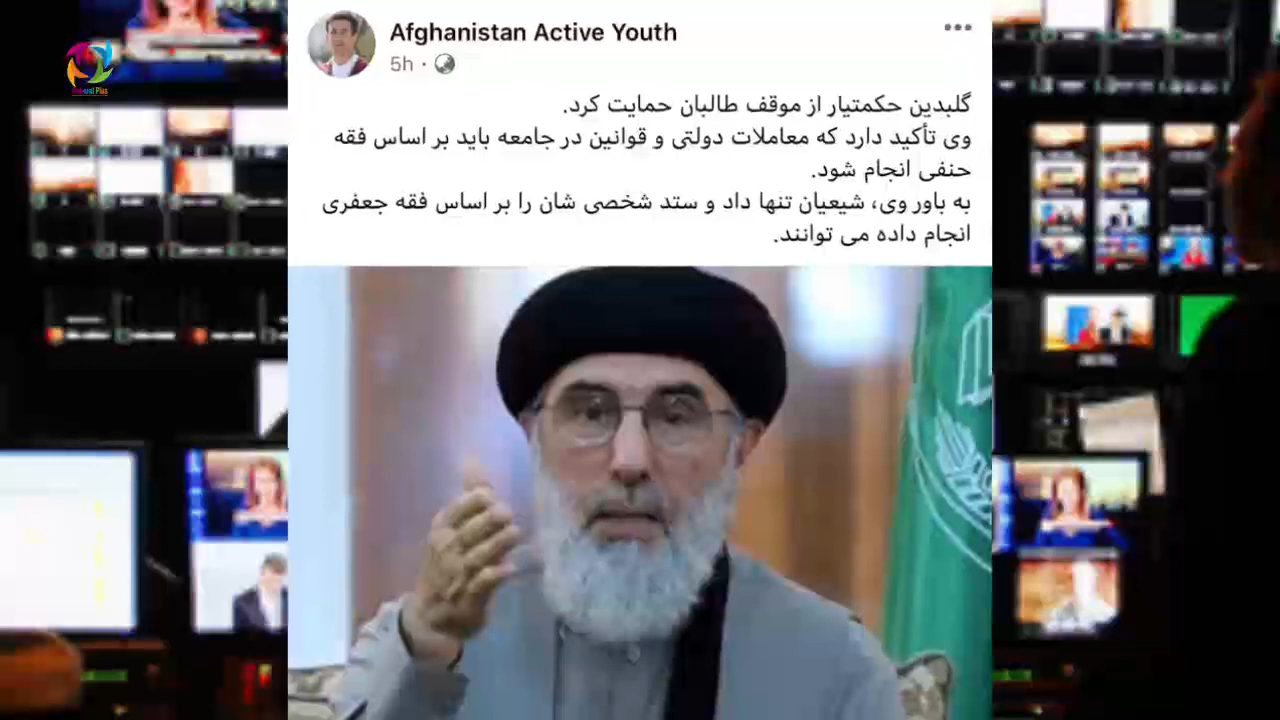 Afghanistan Active Youth
5h
گلبدین حکمتیار از موقف طالبان حمایت کرد.
وی تأکید دارد که معاملات دولتی و قوانین در جامعه باید بر اساس فقه
حنفی انجام شود.
به باور وی، شیعیان تنها داد و ستد شخصی شان را بر اساس فقه جعفری
انجام داده می توانند.